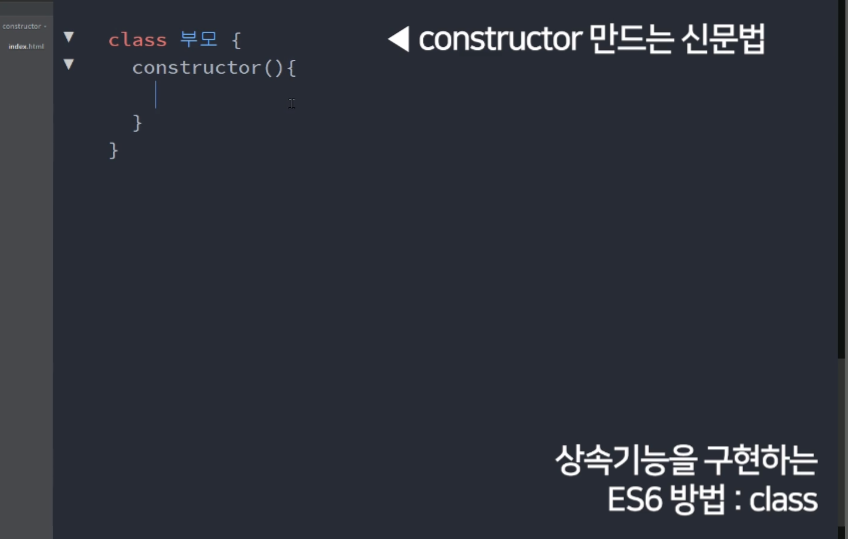 constructor
index.html
class 부모 {
◀ constructor 만드는 신문법
constructor(){
}
}
상속기능을 구현하는
ES6 방법 : class